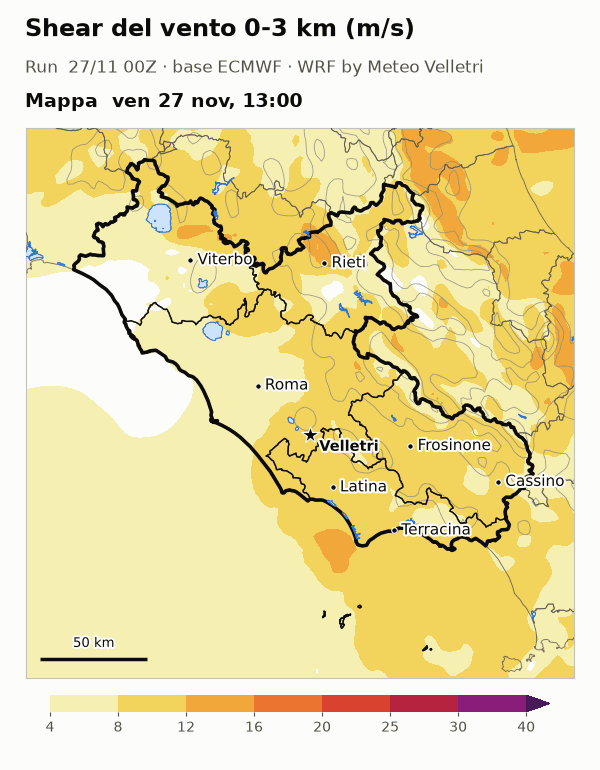 Shear del vento 0-3 km (m/s)
Run  27/11 00Z · base ECMWF · WRF by Meteo Velletri
Mappa  ven 27 nov, 13:00
Viterbo
Rieti
Roma
Velletri
Frosinone
Cassino
Latina
Terracina
50 km
4 8 12 16 20 25 30 40